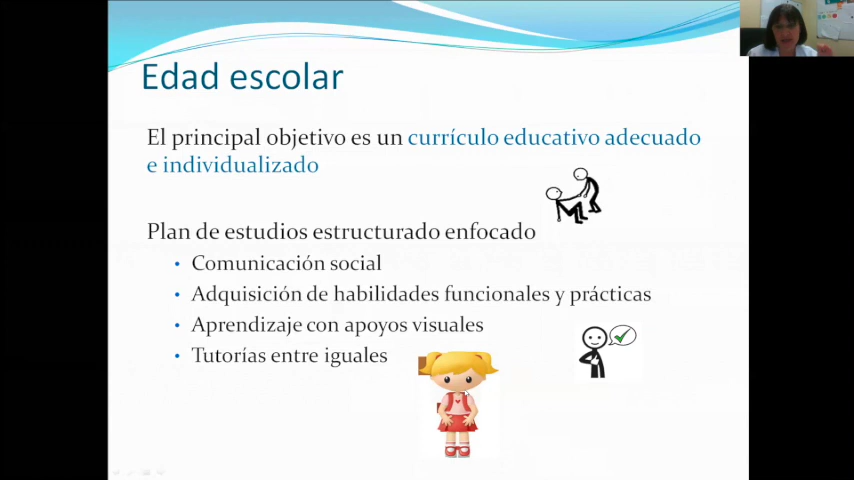 Edad escolar
El principal objetivo es un currículo educativo adecuado
e individualizado
Plan de estudios estructurado enfocado
• Comunicación social
• Adquisición de habilidades funcionales y prácticas
• Aprendizaje con apoyos visuales
• Tutorías entre iguales